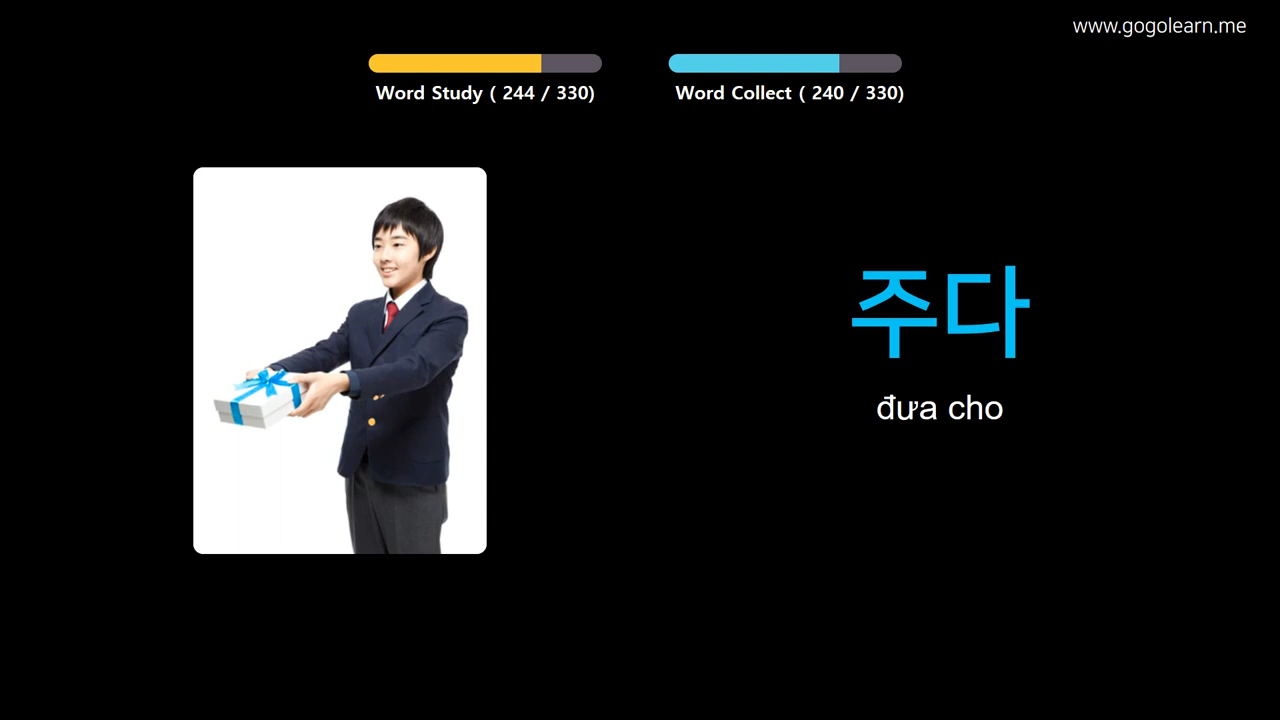 www.gogolearn.me
Word Study ( 244 / 330)
Word Collect ( 240 / 330)
주다
đưa cho